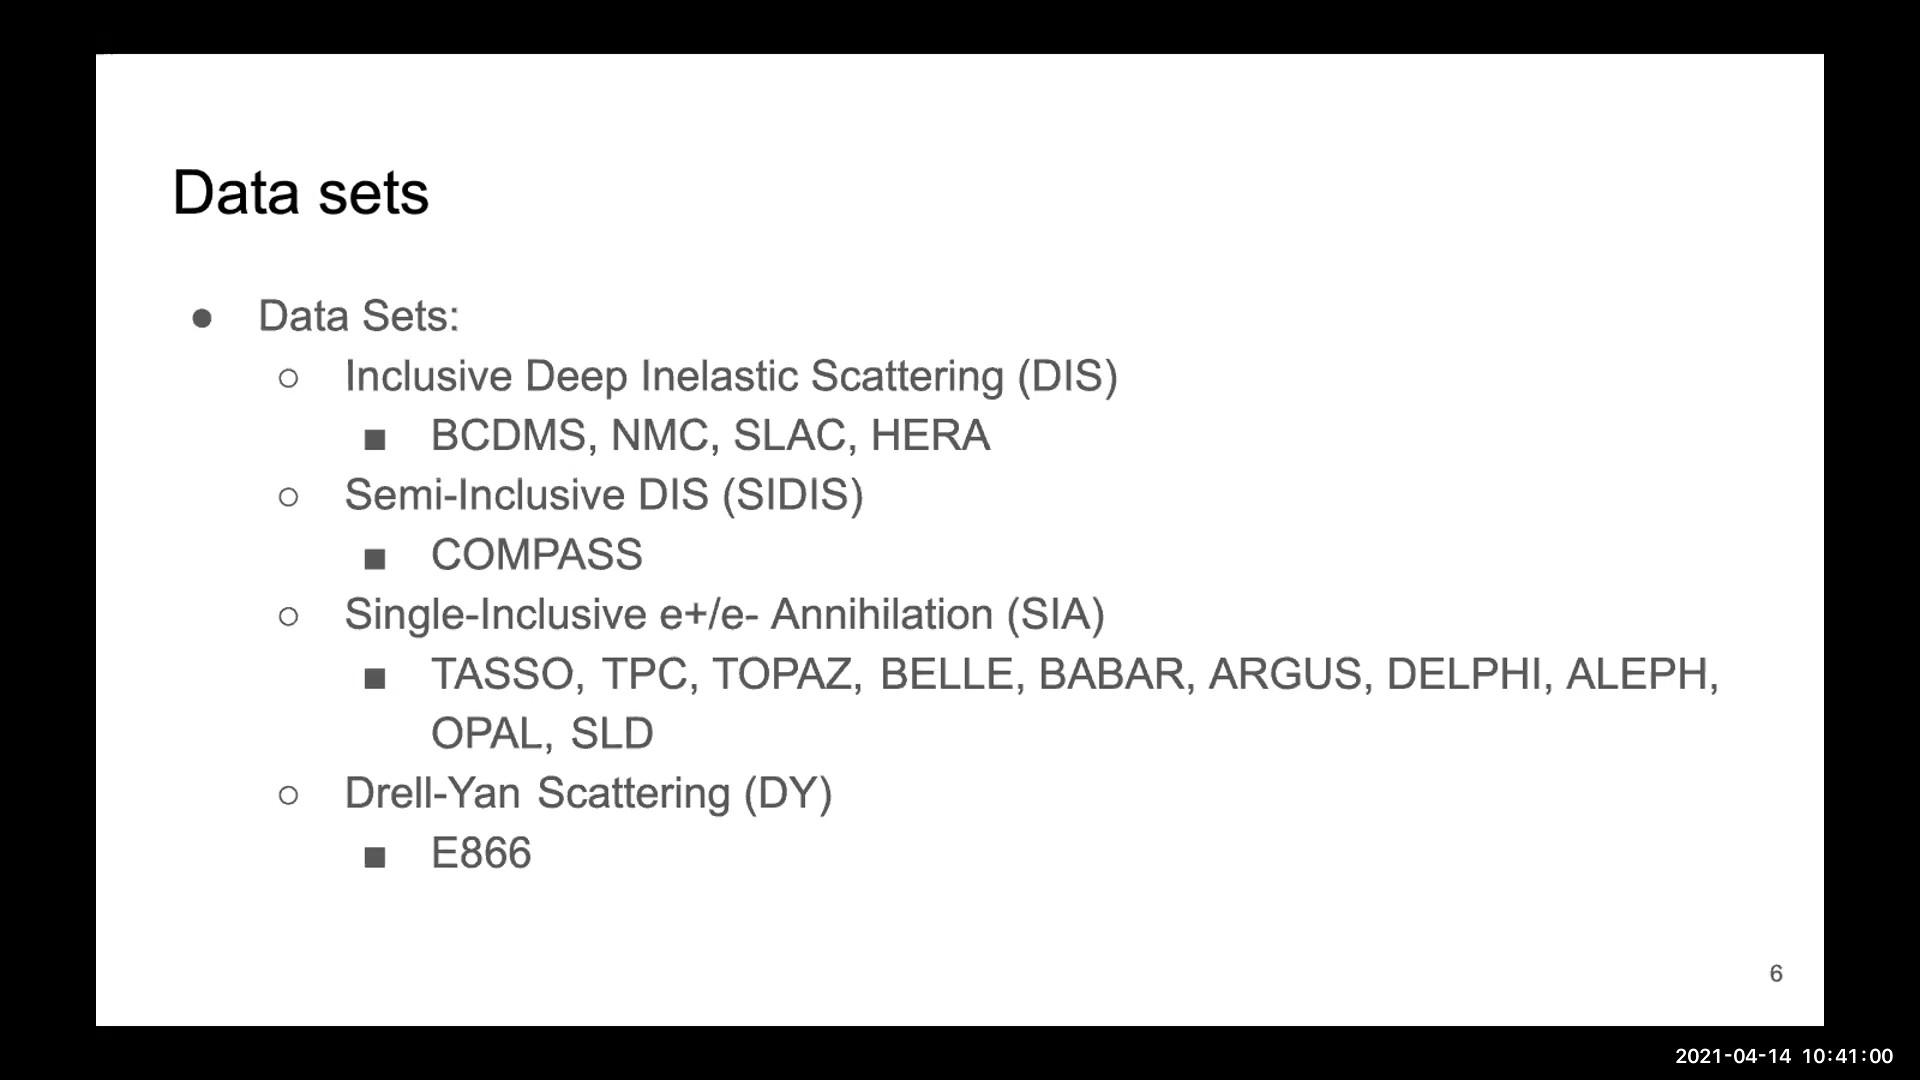 Data sets
● Data Sets:
○ Inclusive Deep Inelastic Scattering (DIS)
■ BCDMS, NMC, SLAC, HERA
○ Semi-Inclusive DIS (SIDIS)
■ COMPASS
○ Single-Inclusive e+/e- Annihilation (SIA)
■ TASSO, TPC, TOPAZ, BELLE, BABAR, ARGUS, DELPHI, ALEPH,
OPAL, SLD
○ Drell-Yan Scattering (DY)
■ E866
6
2021-04-14 10:41:00